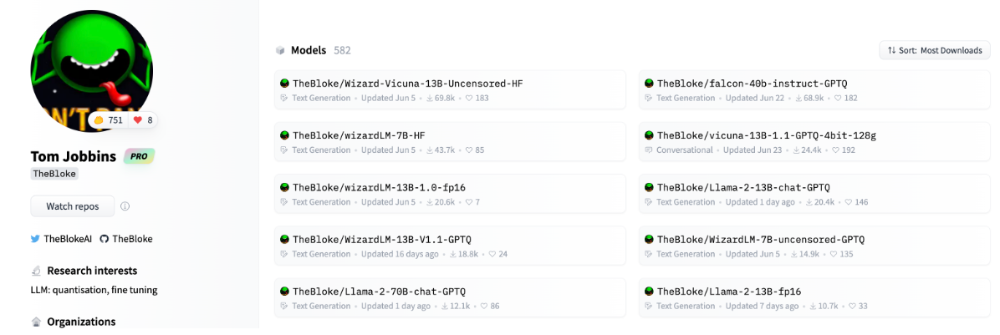 ON'T PAN
751 8
Tom Jobbins PRO
TheBloke
Watch repos
TheBlokeAI TheBloke
Research interests
LLM: quantisation, fine tuning
Organizations
Models 582
Sort: Most Downloads
TheBloke/Wizard-Vicuna-13B-Uncensored-HF
Text Generation • Updated Jun 5 • 69.8k • 183
TheBloke/falcon-40b-instruct-GPTQ
Text Generation • Updated Jun 22 • 68.9k • 182
TheBloke/wizardLM-7B-HF
Text Generation • Updated Jun 5 • 43.7k • 85
TheBloke/vicuna-13B-1.1-GPTQ-4bit-128g
Conversational • Updated Jun 23 • 24.4k • 192
TheBloke/wizardLM-13B-1.0-fp16
Text Generation • Updated Jun 5 • 20.6k • 7
TheBloke/Llama-2-13B-chat-GPTQ
Text Generation • Updated 1 day ago • 20.4k • 146
TheBloke/WizardLM-13B-V1.1-GPTQ
Text Generation • Updated 16 days ago • 18.8k • 24
TheBloke/WizardLM-7B-uncensored-GPTQ
Text Generation • Updated Jun 5 • 14.9k • 135
TheBloke/Llama-2-70B-chat-GPTQ
Text Generation • Updated 1 day ago • 12.1k • 86
TheBloke/Llama-2-13B-fp16
Text Generation • Updated 7 days ago • 10.7k • 33